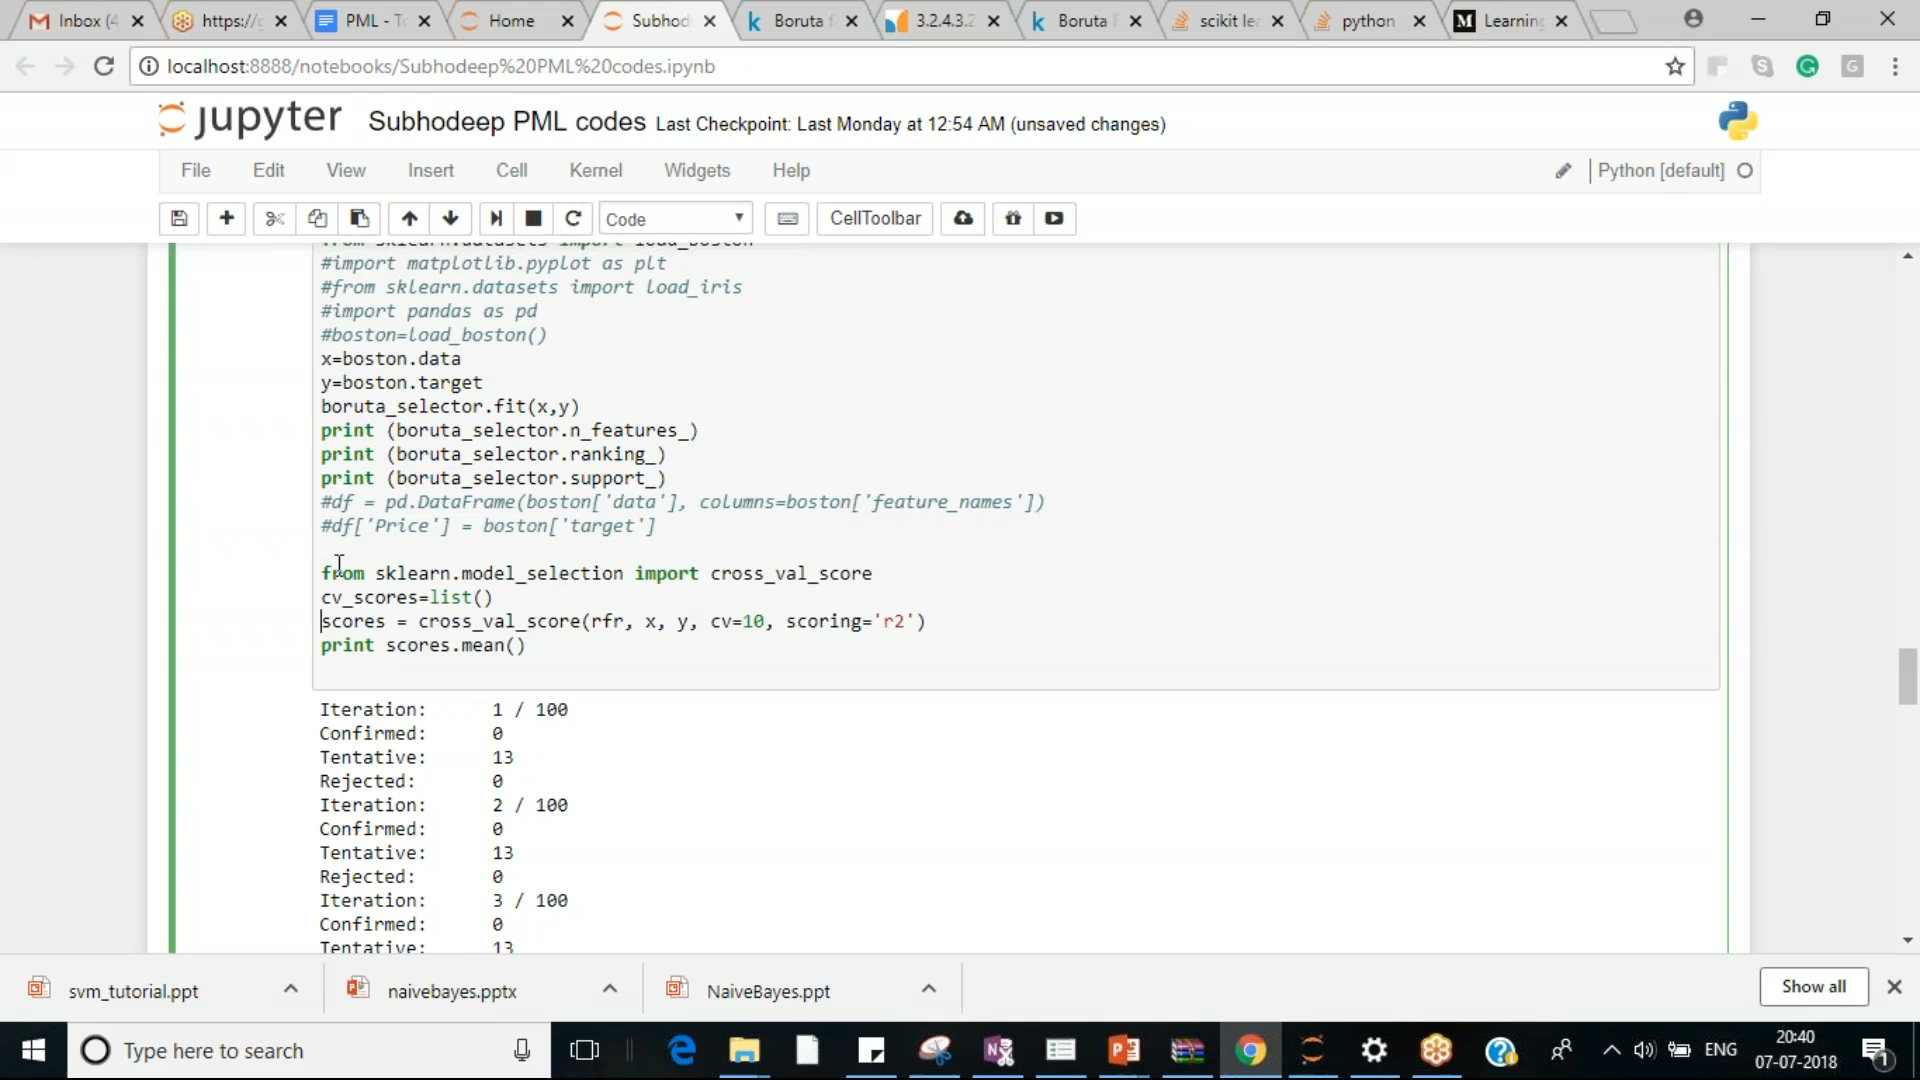 Inbox (4
https://g
PML - To
Home
Subhod
Boruta f
3.2.4.3.2
Boruta F
scikit le
python
Learning
localhost:8888/notebooks/Subhodeep%20PML%20codes.ipynb
jupyter Subhodeep PML codes Last Checkpoint: Last Monday at 12:54 AM (unsaved changes)
File Edit View Insert Cell Kernel Widgets Help Python [default]
Code CellToolbar
from sklearn.datasets import load_boston
#import matplotlib.pyplot as plt
#from sklearn.datasets import load_iris
#import pandas as pd
#boston=load_boston()
x=boston.data
y=boston.target
boruta_selector.fit(x,y)
print (boruta_selector.n_features_)
print (boruta_selector.ranking_)
print (boruta_selector.support_)
#df = pd.DataFrame(boston['data'], columns=boston['feature_names'])
#df['Price'] = boston['target']
from sklearn.model_selection import cross_val_score
cv_scores=list()
scores = cross_val_score(rfr, x, y, cv=10, scoring='r2')
print scores.mean()
Iteration: 1 / 100
Confirmed: 0
Tentative: 13
Rejected: 0
Iteration: 2 / 100
Confirmed: 0
Tentative: 13
Rejected: 0
Iteration: 3 / 100
Confirmed: 0
Tentative: 13
svm_tutorial.ppt
naivebayes.pptx
NaiveBayes.ppt
Show all
Type here to search
ENG
20:40
07-07-2018
1